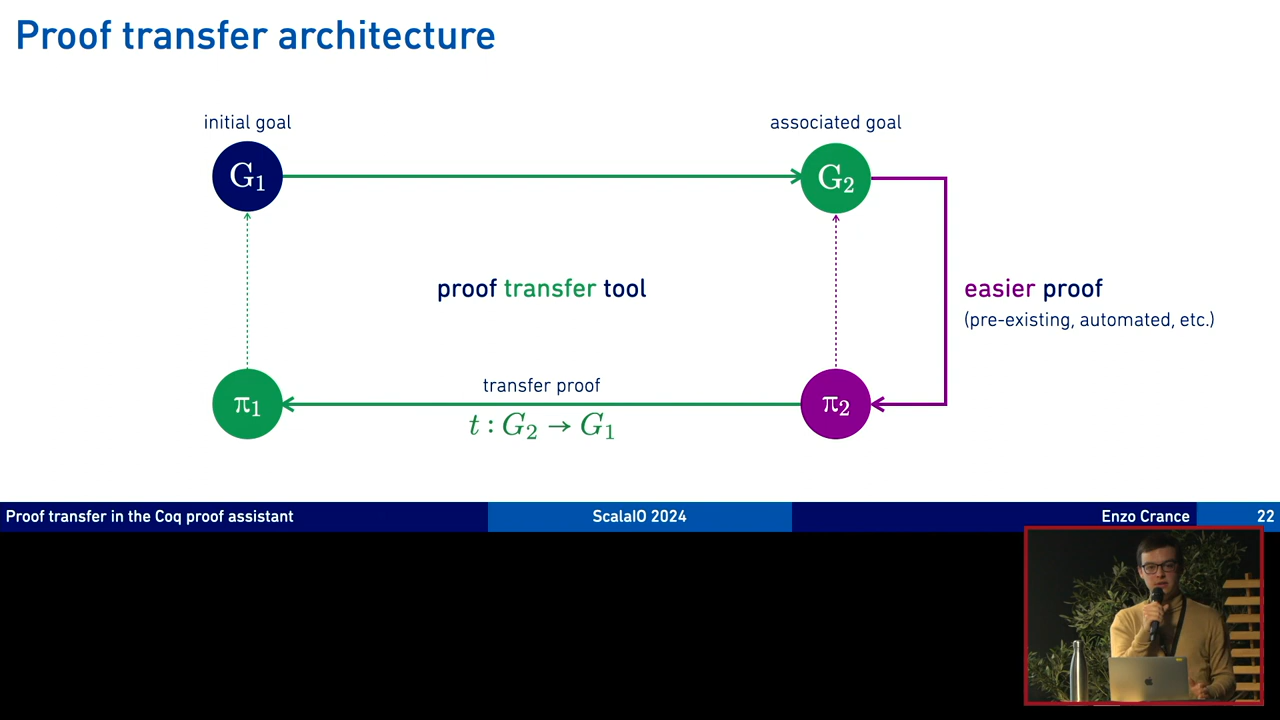 Proof transfer architecture
initial goal
associated goal
G₁
G₂
proof transfer tool
easier proof
(pre-existing, automated, etc.)
transfer proof
π₁
π₂
t : G₂ → G₁
Proof transfer in the Coq proof assistant
ScalaIO 2024
Enzo Crance
22